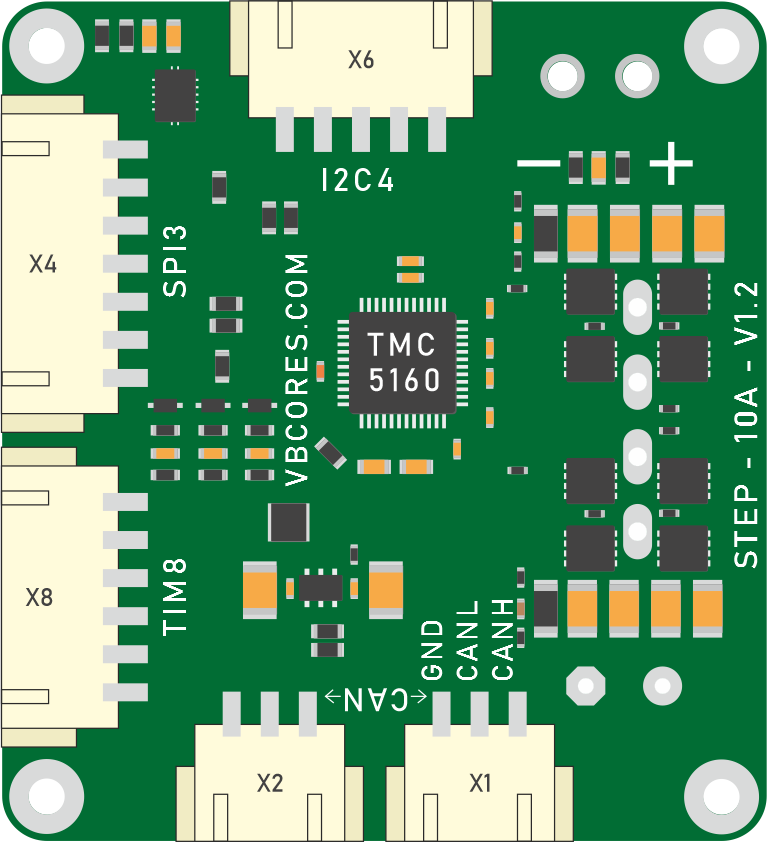 X6
I2C4
X4
SPI3
VBCORES.COM
TMC
5160
STEP - 10A - V1.2
X8
TIM8
GND
CANL
CANH
←CAN→
X2
X1